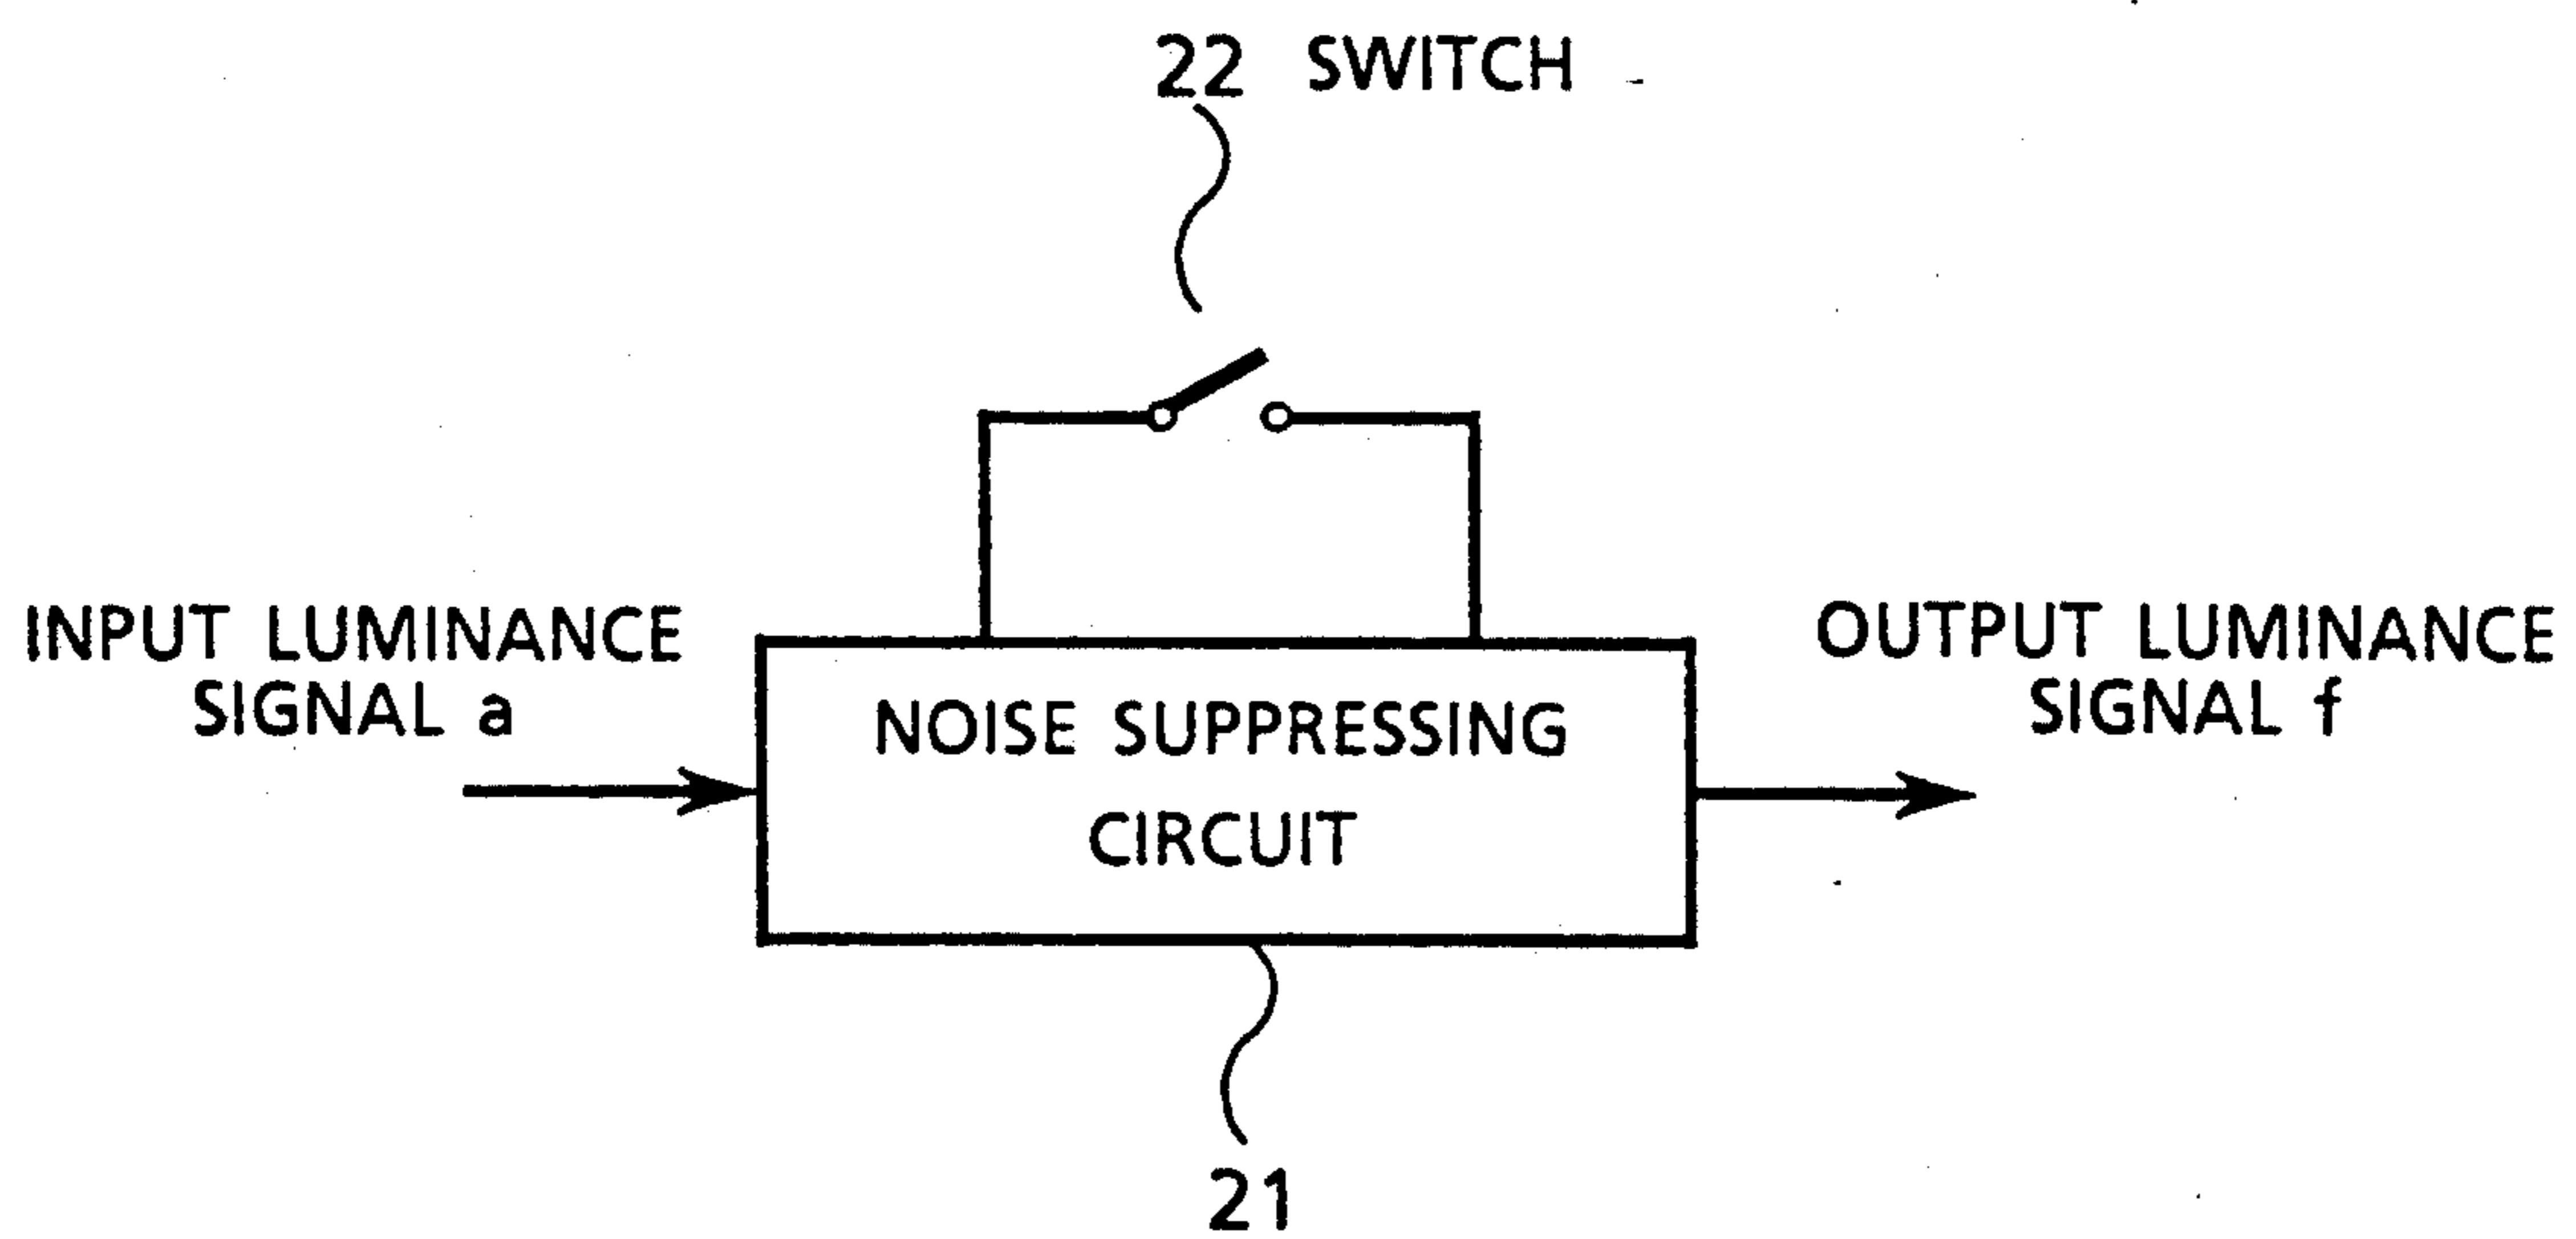 22 SWITCH
INPUT LUMINANCE
SIGNAL a
OUTPUT LUMINANCE
SIGNAL f
NOISE SUPPRESSING
CIRCUIT
21